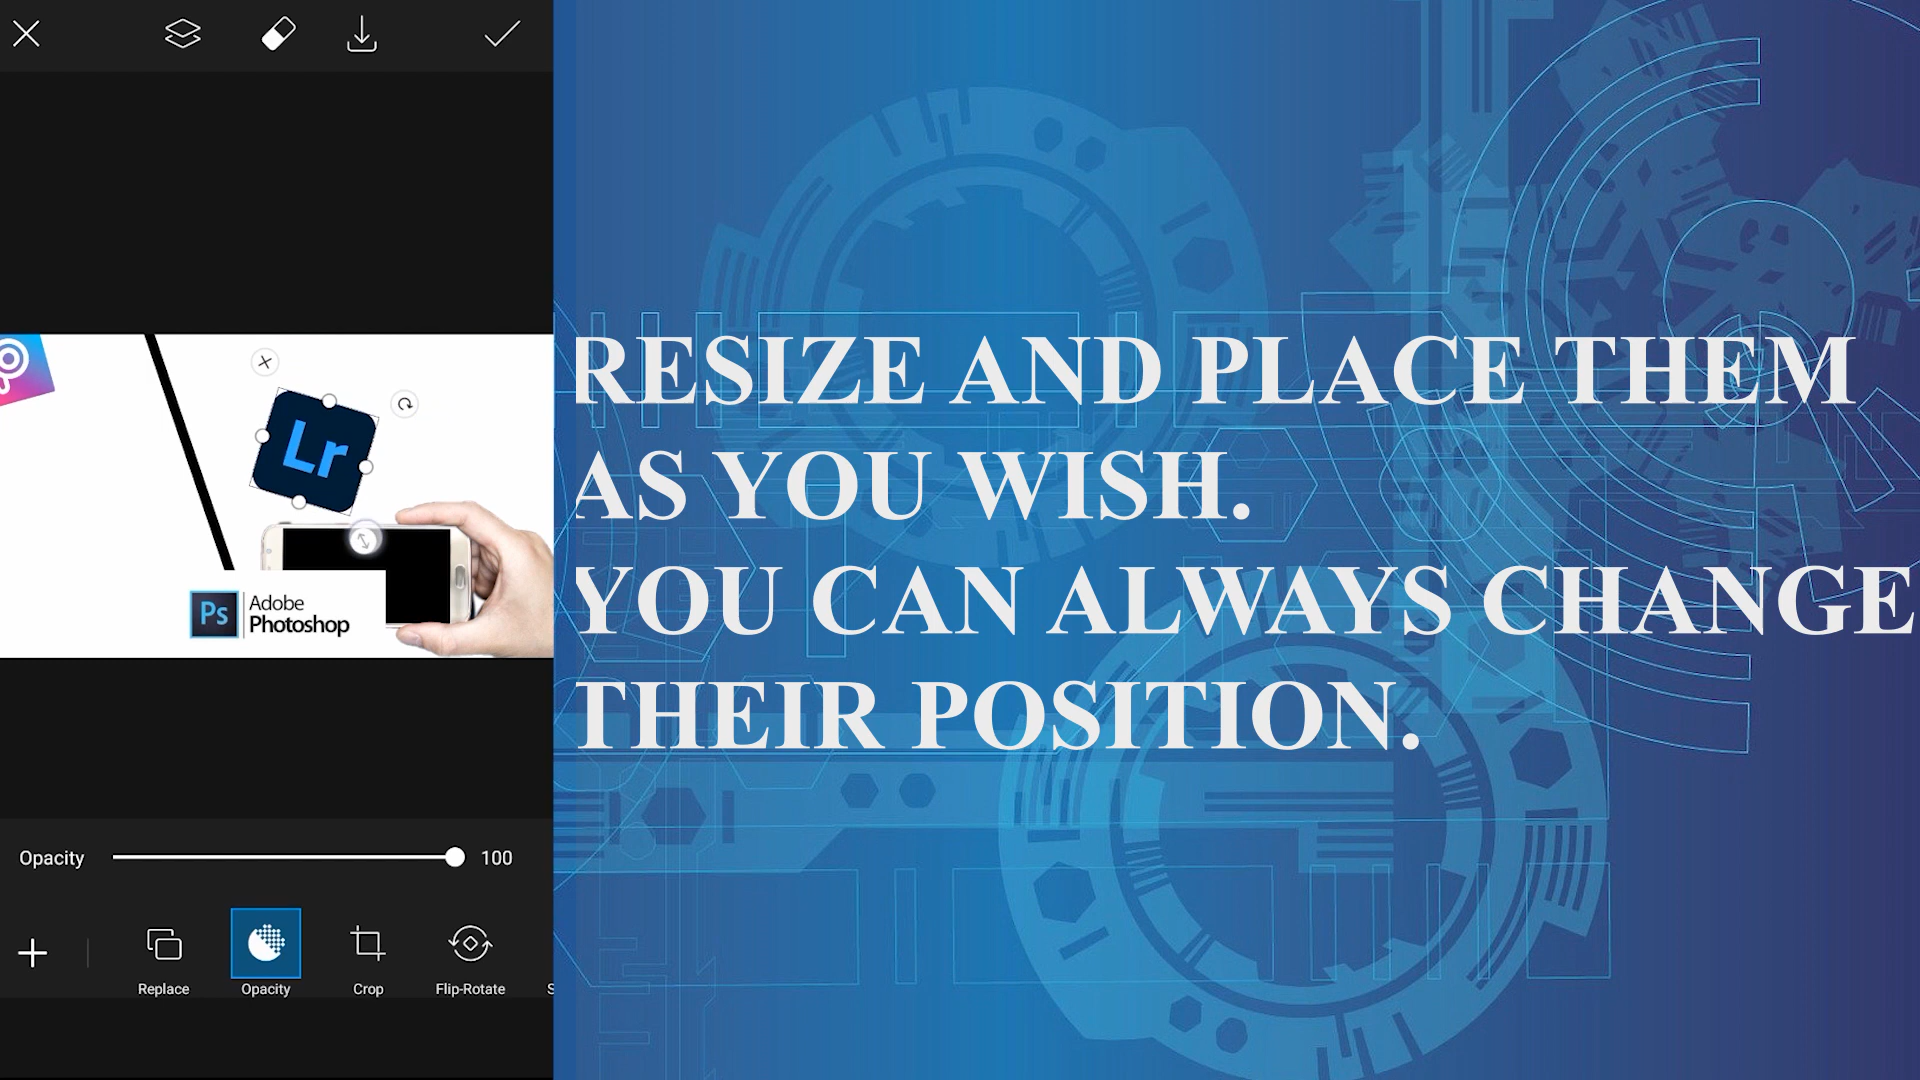 RESIZE AND PLACE THEM
AS YOU WISH.
YOU CAN ALWAYS CHANGE
THEIR POSITION.
Lr
Ps
Adobe
Photoshop
Opacity
100
Replace
Opacity
Crop
Flip-Rotate
S